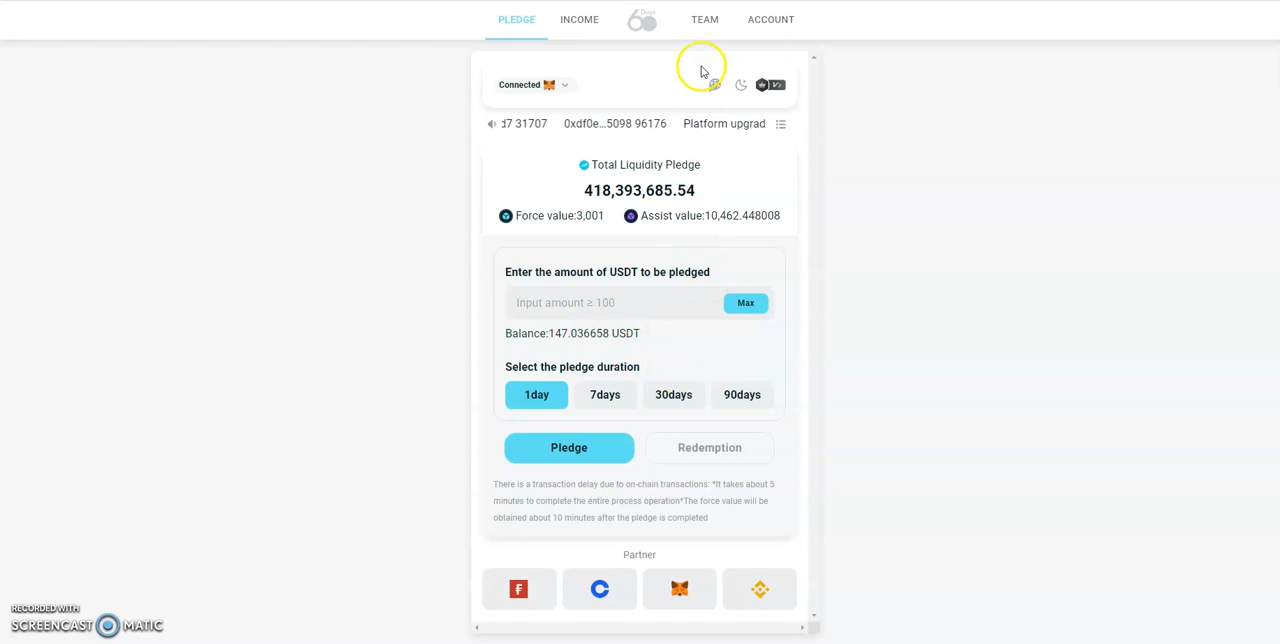 PLEDGE INCOME 60 Days TEAM ACCOUNT
Connected
d7 31707 0xdf0e...5098 96176 Platform upgrad
Total Liquidity Pledge
418,393,685.54
Force value:3,001 Assist value:10,462.448008
Enter the amount of USDT to be pledged
Input amount ≥ 100 Max
Balance:147.036658 USDT
Select the pledge duration
1day 7days 30days 90days
Pledge Redemption
There is a transaction delay due to on-chain transactions: *It takes about 5
minutes to complete the entire process operation*The force value will be
obtained about 10 minutes after the pledge is completed
Partner
RECORDED WITH
SCREENCAST MATIC